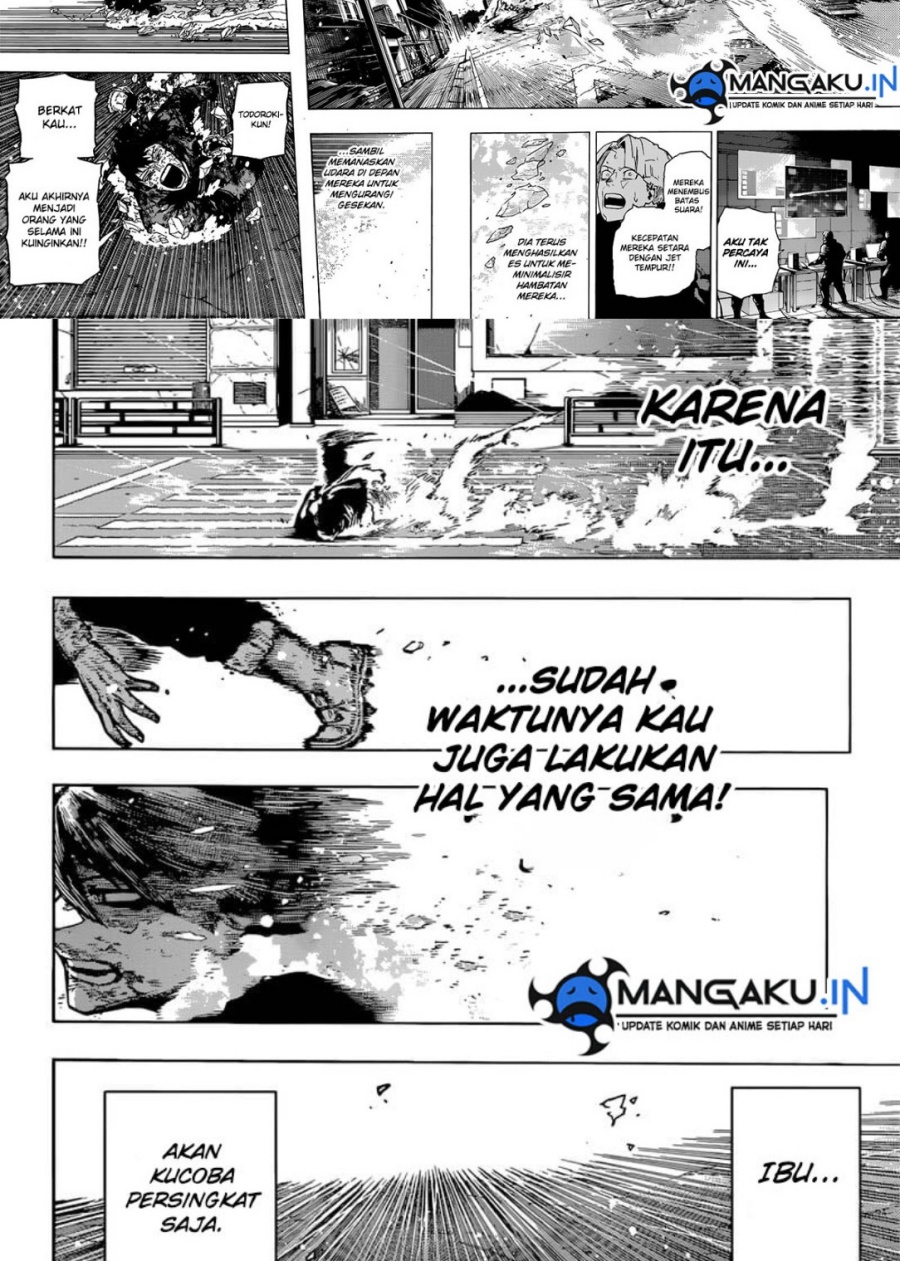 MANGAKU.IN
UPDATE KOMIK DAN ANIME SETIAP HARI
AKU TAK
PERCAYA
INI...
MEREKA
MENEMBUS
BATAS
SUARA!
KECEPATAN
MEREKA SETARA
DENGAN JET
TEMPUR!!
DIA TERUS
MENGHASILKAN
ES UNTUK ME-
MINIMALISIR
HAMBATAN
MEREKA...
...SAMBIL
MEMANASKAN
UDARA DI DEPAN
MEREKA UNTUK
MENGURANGI
GESEKAN.
TODOROKI-
KUN!
BERKAT
KAU...
AKU AKHIRNYA
MENJADI
ORANG YANG
SELAMA INI
KUINGINKAN!!
KARENA
ITU...
...SUDAH
WAKTUNYA KAU
JUGA LAKUKAN
HAL YANG SAMA!
MANGAKU.IN
UPDATE KOMIK DAN ANIME SETIAP HARI
IBU...
AKAN
KUCOBA
PERSINGKAT
SAJA.